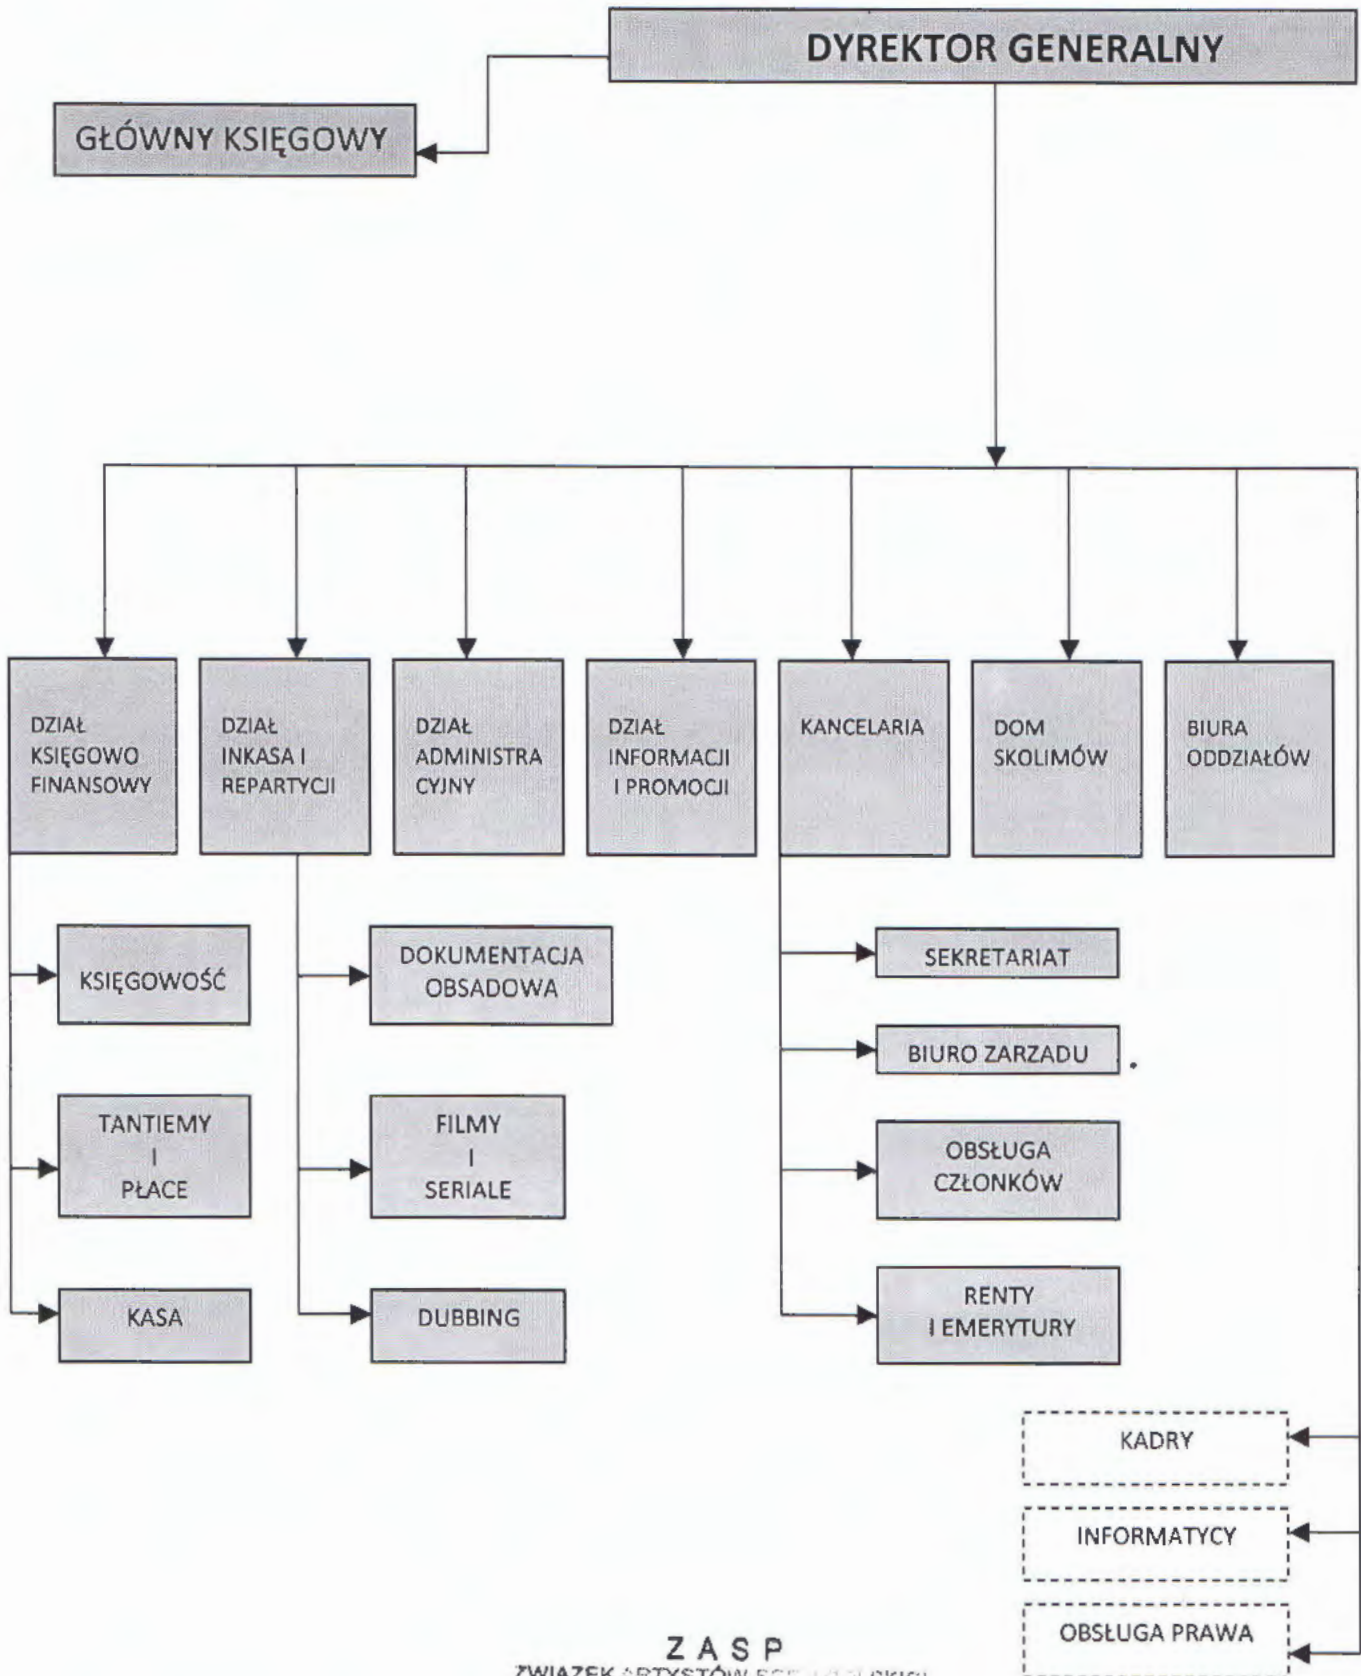 DYREKTOR GENERALNY
GŁÓWNY KSIĘGOWY
DZIAŁ
KSIĘGOWO
FINANSOWY
DZIAŁ
INKASA I
REPARTYCJI
DZIAŁ
ADMINISTRA
CYJNY
DZIAŁ
INFORMACJI
I PROMOCJI
KANCELARIA
DOM
SKOLIMÓW
BIURA
ODDZIAŁÓW
KSIĘGOWOŚĆ
TANTIEMY
I
PŁACE
KASA
DOKUMENTACJA
OBSADOWA
FILMY
I
SERIALE
DUBBING
SEKRETARIAT
BIURO ZARZADU
OBSŁUGA
CZŁONKÓW
RENTY
I EMERYTURY
KADRY
INFORMATYCY
OBSŁUGA PRAWA
Z A S P
ZWIĄZEK ARTYSTÓW